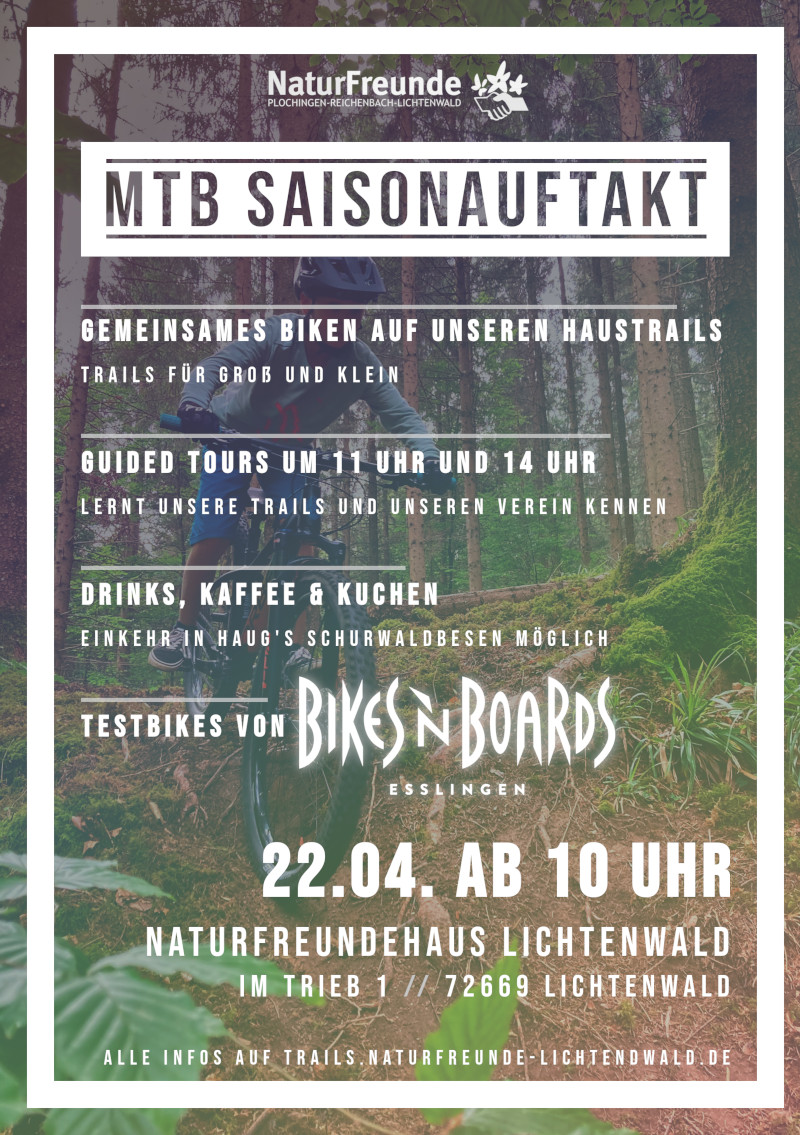 NaturFreunde
PLOCHINGEN-REICHENBACH-LICHTENWALD
MTB SAISONAUFTAKT
GEMEINSAMES BIKEN AUF UNSEREN HAUSTRAILS
TRAILS FÜR GROß UND KLEIN
GUIDED TOURS UM 11 UHR UND 14 UHR
LERNT UNSERE TRAILS UND UNSEREN VEREIN KENNEN
DRINKS, KAFFEE & KUCHEN
EINKEHR IN HAUG'S SCHURWALDBESEN MÖGLICH
TESTBIKES VON BIKES'N BOARDS
ESSLINGEN
22.04. AB 10 UHR
NATURFREUNDEHAUS LICHTENWALD
IM TRIEB 1 // 72669 LICHTENWALD
ALLE INFOS AUF TRAILS.NATURFREUNDE-LICHTENDWALD.DE